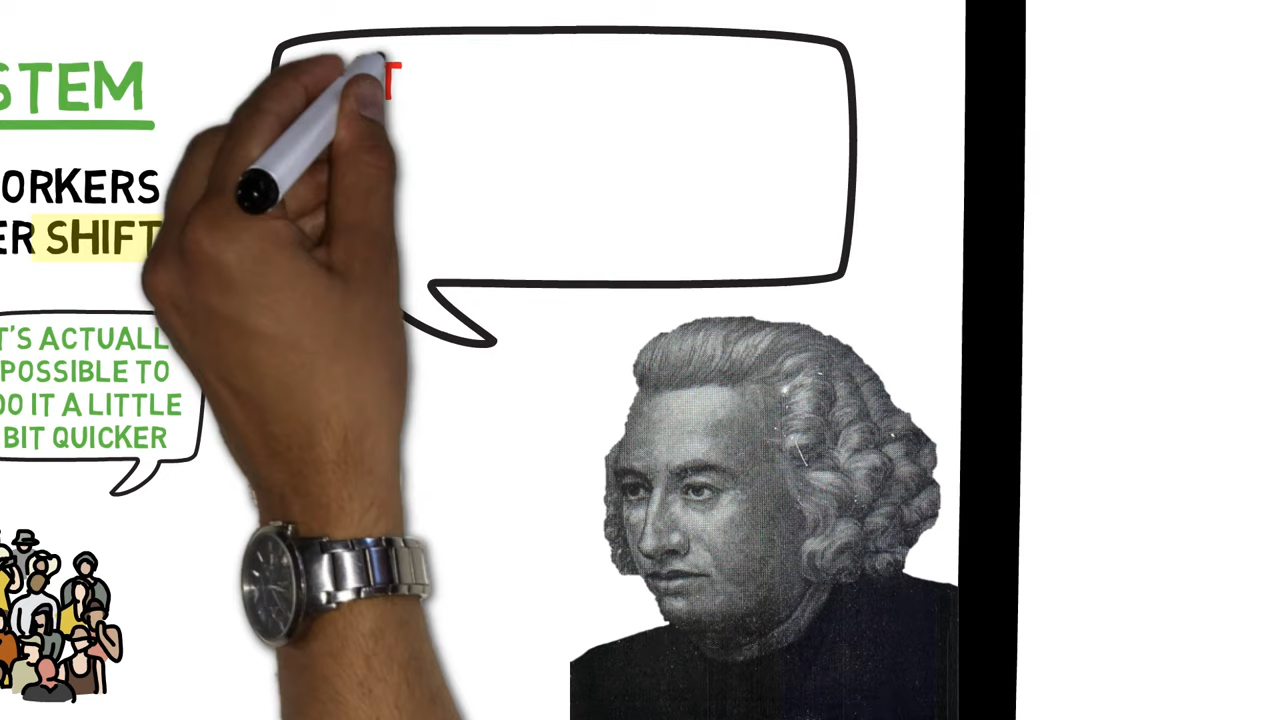 STEM
ORKERS
ER SHIFT
T'S ACTUALL
POSSIBLE TO
DO IT A LITTLE
BIT QUICKER
T